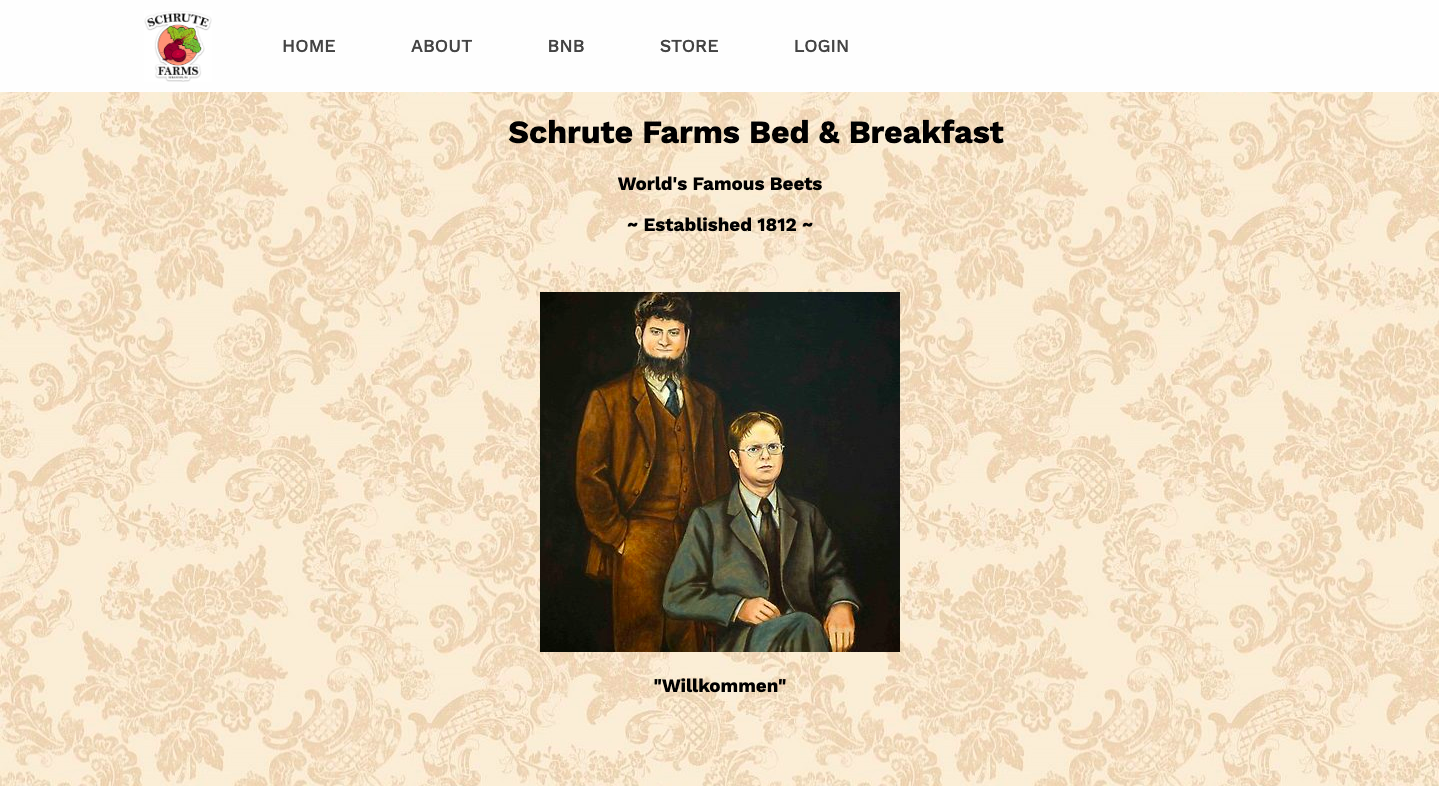 SCHRUTE
FARMS
HOME ABOUT BNB STORE LOGIN
Schrute Farms Bed & Breakfast
World's Famous Beets
~ Established 1812 ~
"Willkommen"